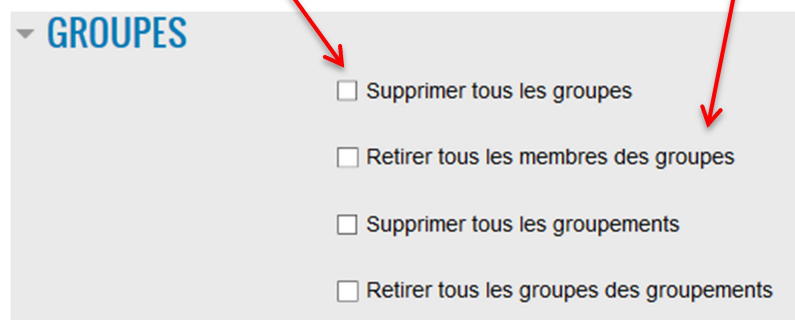 GROUPES
Supprimer tous les groupes
Retirer tous les membres des groupes
Supprimer tous les groupements
Retirer tous les groupes des groupements